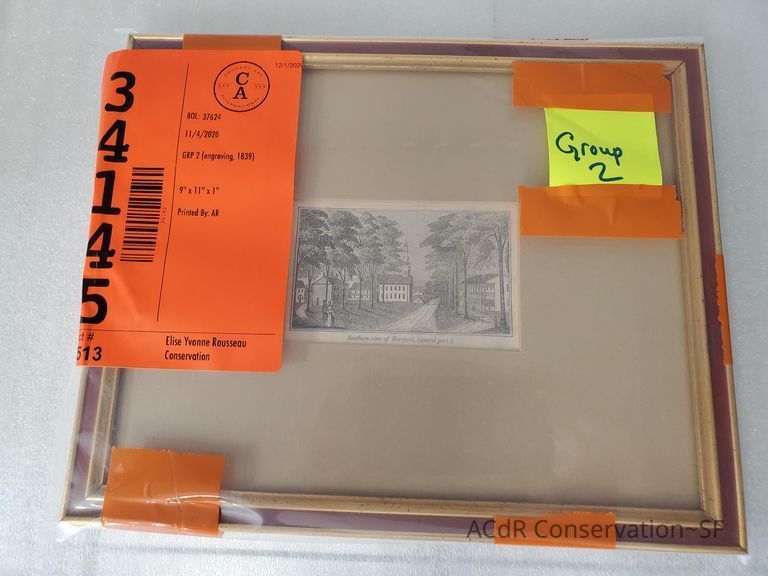 34145
C
A
12/1/2020
BOL: 37624
11/4/2020
GRP 2 (engraving, 1839)
9" x 11" x 1"
Printed By: AR
513
Elise Yvonne Rousseau
Conservation
Group
2
Southern view of Deerfield, (central part.)
ACdR Conservation~SF